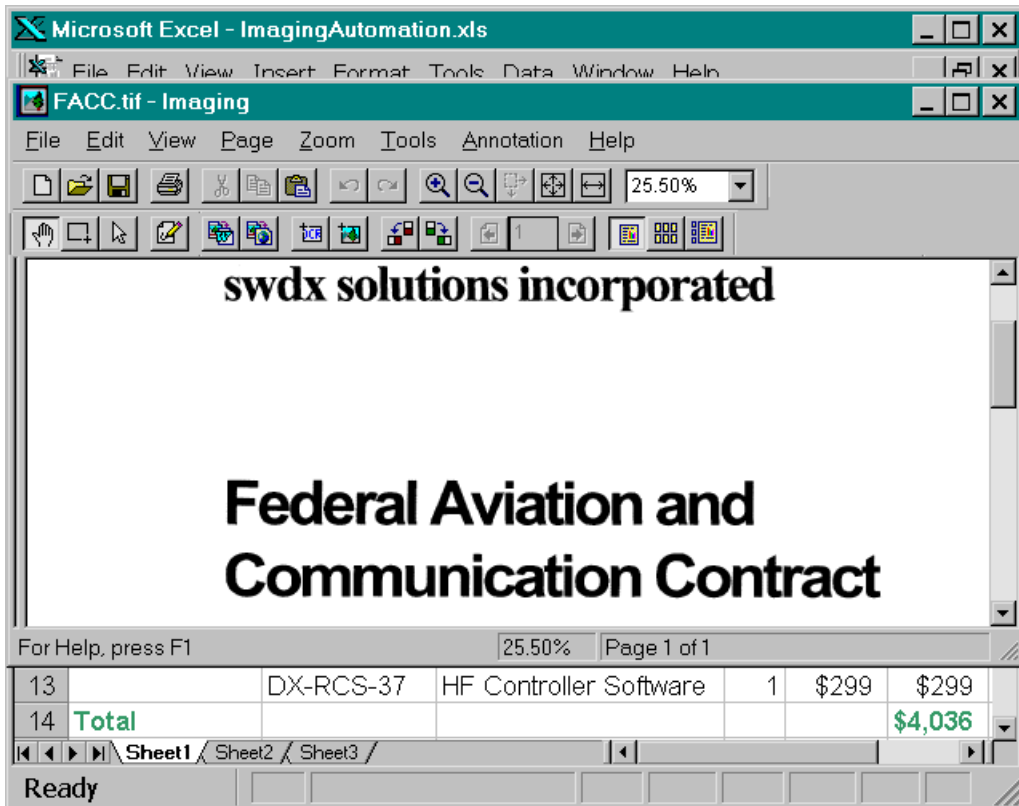 Microsoft Excel - ImagingAutomation.xls
File Edit View Insert Format Tools Data Window Help
FACC.tif - Imaging
File Edit View Page Zoom Tools Annotation Help
25.50%
OCR 1
swdx solutions incorporated
Federal Aviation and
Communication Contract
For Help, press F1 25.50% Page 1 of 1
13 DX-RCS-37 HF Controller Software 1 $299 $299
14 Total $4,036
Sheet1 Sheet2 Sheet3
Ready